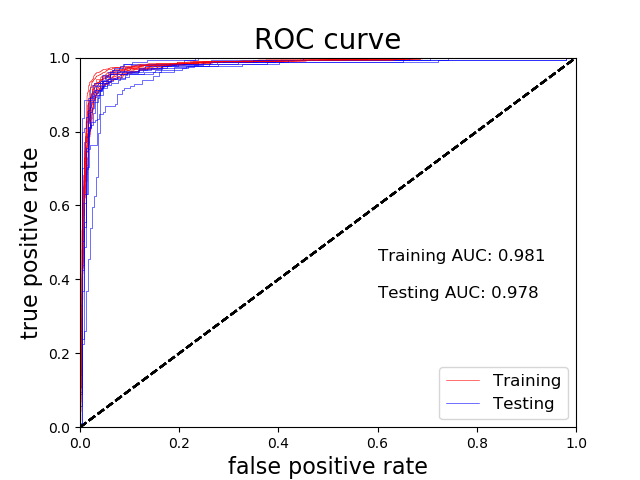 ROC curve
1.0
0.8
0.6
0.4
0.2
0.0
true positive rate
Training AUC: 0.981
Testing AUC: 0.978
Training
Testing
0.0 0.2 0.4 0.6 0.8 1.0
false positive rate